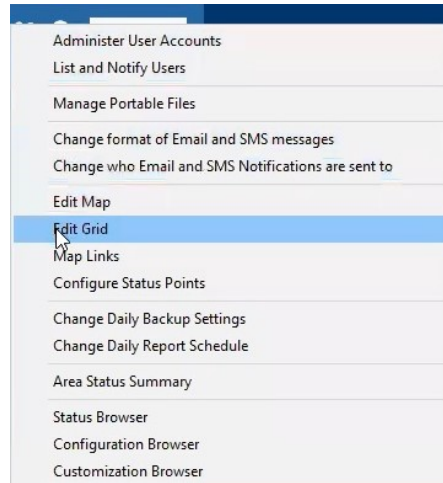 Administer User Accounts
List and Notify Users
Manage Portable Files
Change format of Email and SMS messages
Change who Email and SMS Notifications are sent to
Edit Map
Edit Grid
Map Links
Configure Status Points
Change Daily Backup Settings
Change Daily Report Schedule
Area Status Summary
Status Browser
Configuration Browser
Customization Browser